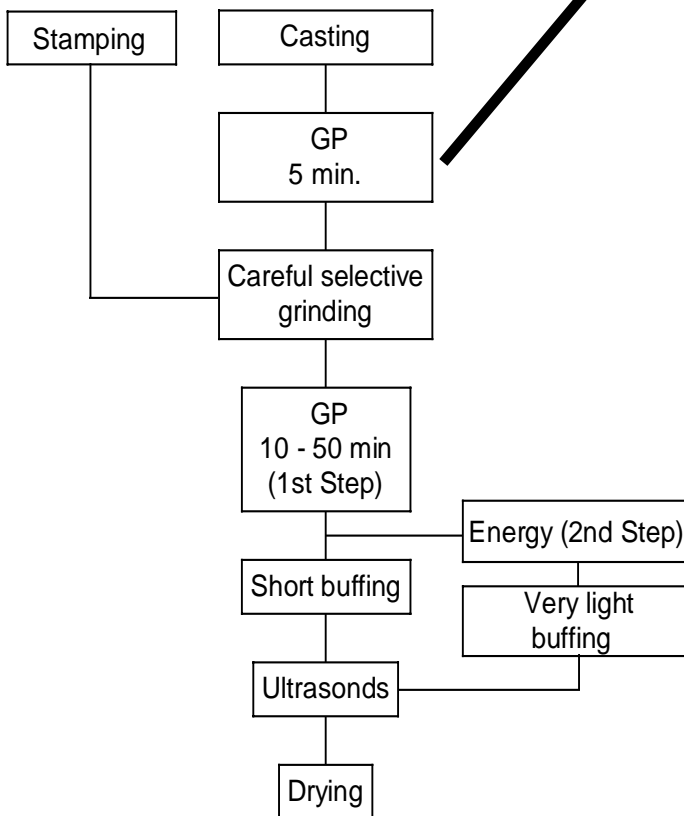 Stamping
Casting
GP
5 min.
Careful selective
grinding
GP
10 - 50 min
(1st Step)
Energy (2nd Step)
Short buffing
Very light
buffing
Ultrasonds
Drying